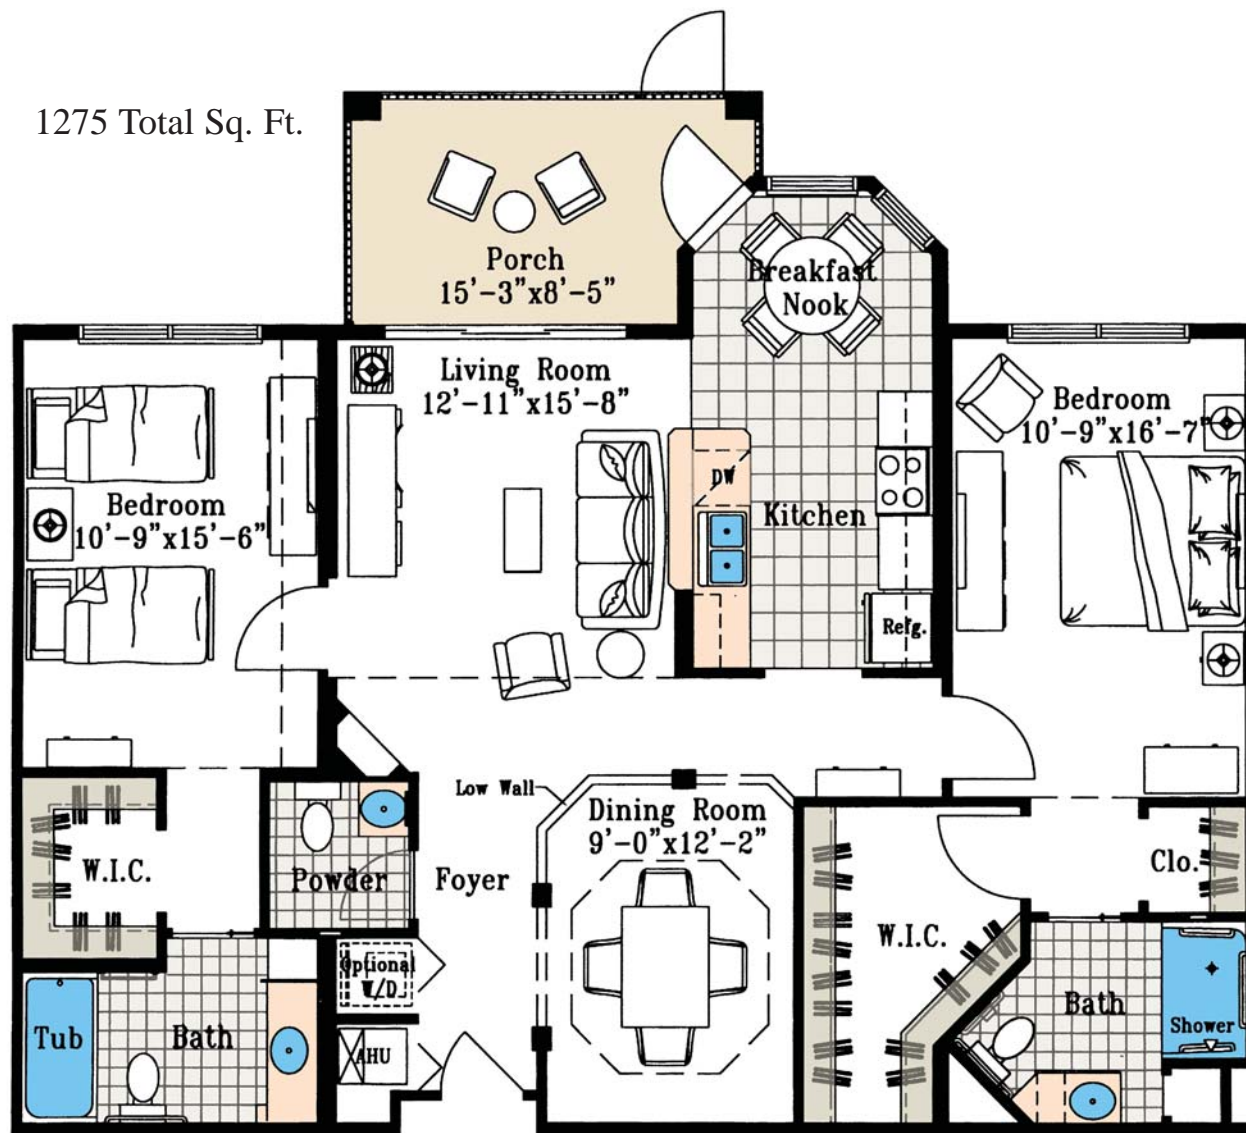 1275 Total Sq. Ft.
Porch
15'-3"x8'-5"
Breakfast
Nook
Living Room
12'-11"x15'-8"
Bedroom
10'-9"x16'-7"
Bedroom
10'-9"x15'-6"
DW
Kitchen
Refg.
Low Wall
Dining Room
9'-0"x12'-2"
W.I.C.
Powder
Foyer
Clo.
W.I.C.
Optional
W/D
Tub
Bath
AHU
Bath
Shower